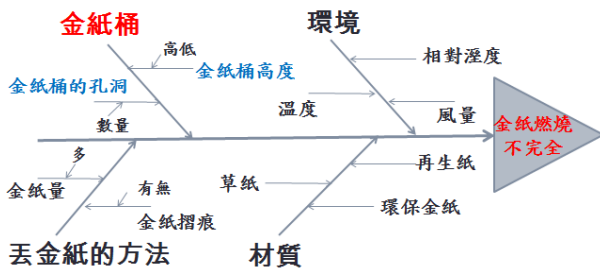 金紙桶
環境
高低
金紙桶高度
相對溼度
金紙桶的孔洞
溫度
數量
風量
金紙燃燒
不完全
多
再生紙
金紙量
有無
草紙
金紙摺痕
環保金紙
丟金紙的方法
材質